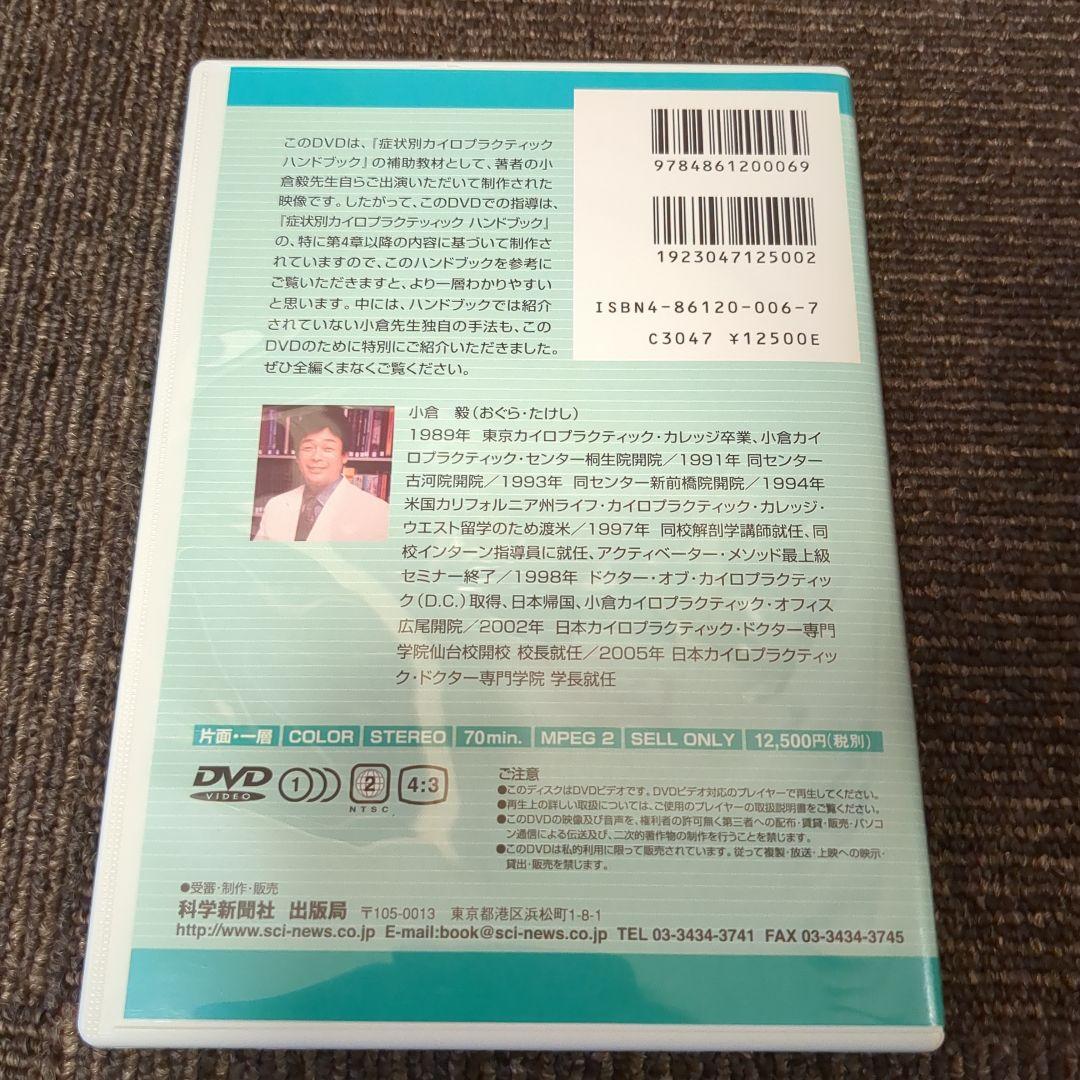 このDVDは、『症状別カイロプラクティック
ハンドブック』の補助教材として、著者の小
倉毅先生自らご出演いただいて制作された
映像です。したがって、このDVDでの指導は、
『症状別カイロプラクテッィック ハンドブック』
の、特に第4章以降の内容に基づいて制作さ
れていますので、このハンドブックを参考に
ご覧いただきますと、より一層わかりやすい
と思います。中には、ハンドブックでは紹介
されていない小倉先生独自の手法も、この
DVDのために特別にご紹介いただきました。
ぜひ全編くまなくご覧ください。
9784861200069
1923047125002
ISBN4-86120-006-7
C3047 ¥12500E
小倉 毅(おぐら・たけし)
1989年 東京カイロプラクティック・カレッジ卒業、小倉カイ
ロプラクティック・センター桐生院開院/1991年 同センター
古河院開院/1993年 同センター新前橋院開院/1994年
米国カリフォルニア州ライフ・カイロプラクティック・カレッジ・
ウエスト留学のため渡米/1997年 同校解剖学講師就任、同
校インターン指導員に就任、アクティベーター・メソッド最上級
セミナー終了/1998年 ドクター・オブ・カイロプラクティッ
ク(D.C.)取得、日本帰国、小倉カイロプラクティック・オフィス
広尾開院/2002年 日本カイロプラクティック・ドクター専門
学院仙台校開校 校長就任/2005年 日本カイロプラクティッ
ク・ドクター専門学院 学長就任
片面・一層 COLOR STEREO 70min. MPEG 2 SELL ONLY 12,500円(税別)
DVD VIDEO 1 2 NTSC 4:3
ご注意
●このディスクはDVDビデオです。DVDビデオ対応のプレイヤーで再生してください。
●再生上の詳しい取扱については、ご使用のプレイヤーの取扱説明書をご覧ください。
●このDVDの映像及び音声を、権利者の許可無く第三者への配布・賃貸・販売・パソコ
ン通信による伝送及び、二次的著作物の制作を行うことを禁じます。
●このDVDは私的利用に限って販売されています。従って複製・放送・上映への映示・
貸出・販売を禁じます。
●受審・制作・販売
科学新聞社 出版局 〒105-0013 東京都港区浜松町1-8-1
http://www.sci-news.co.jp E-mail:book@sci-news.co.jp TEL 03-3434-3741 FAX 03-3434-3745